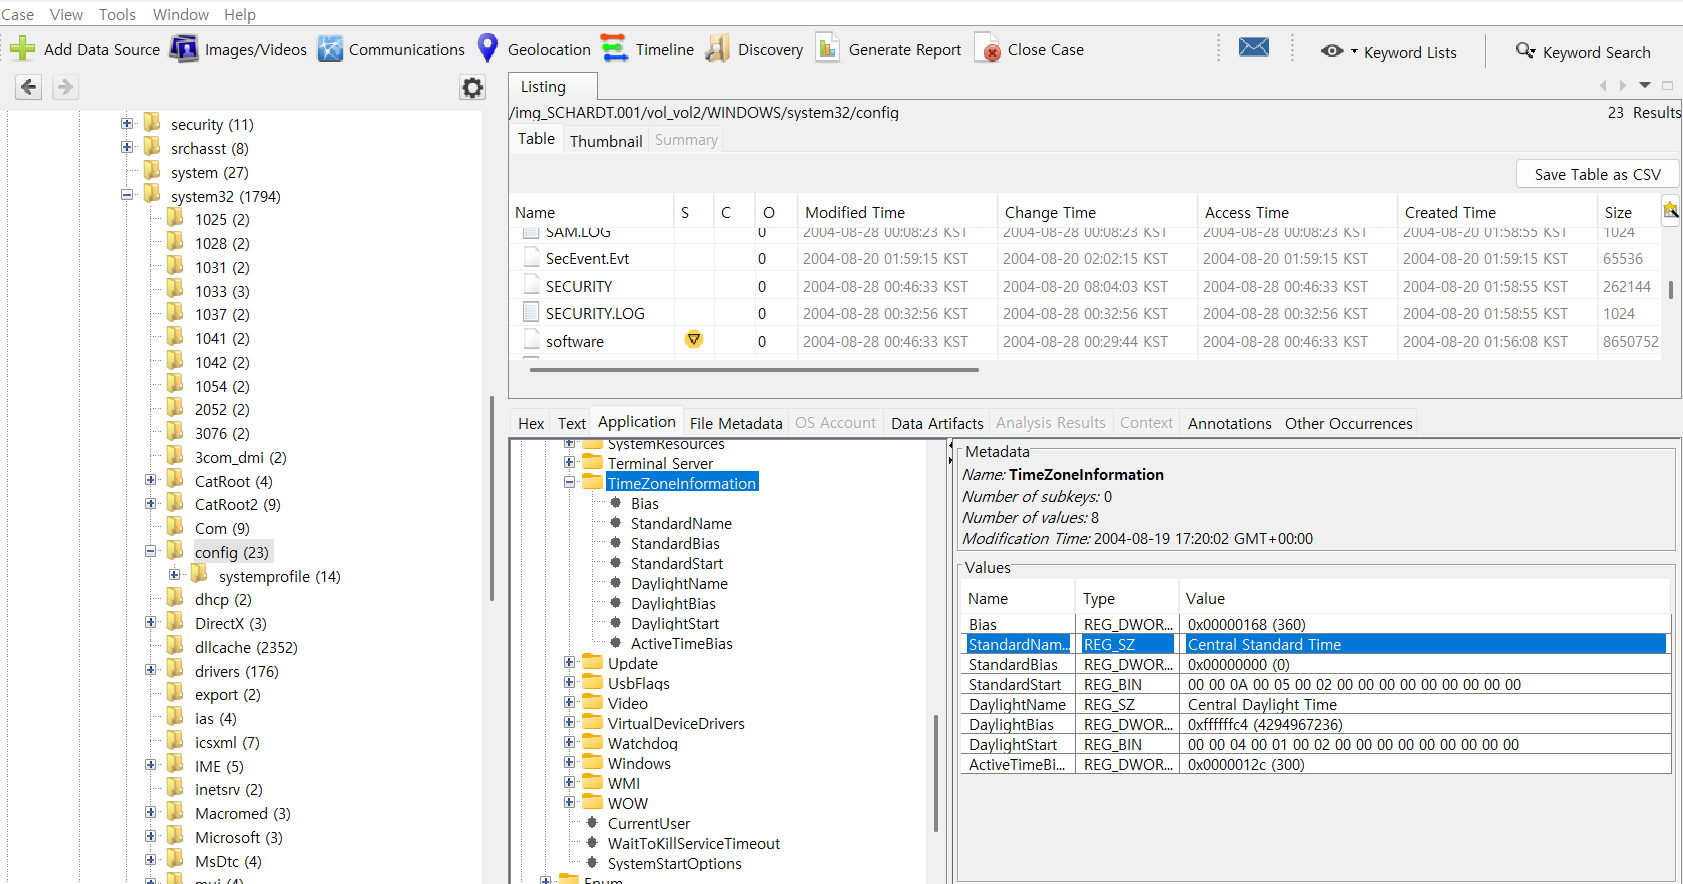 Case View Tools Window Help
Add Data Source Images/Videos Communications Geolocation Timeline Discovery Generate Report Close Case Keyword Lists Keyword Search
security (11)
srchasst (8)
system (27)
system32 (1794)
1025 (2)
1028 (2)
1031 (2)
1033 (3)
1037 (2)
1041 (2)
1042 (2)
1054 (2)
2052 (2)
3076 (2)
3com_dmi (2)
CatRoot (4)
CatRoot2 (9)
Com (9)
config (23)
systemprofile (14)
dhcp (2)
DirectX (3)
dllcache (2352)
drivers (176)
export (2)
ias (4)
icsxml (7)
IME (5)
inetsrv (2)
Macromed (3)
Microsoft (3)
MsDtc (4)
mui (4)
Listing
/img_SCHARDT.001/vol_vol2/WINDOWS/system32/config 23 Results
Table Thumbnail Summary
Save Table as CSV
Name S C O Modified Time Change Time Access Time Created Time Size
SAM.LOG 0 2004-08-28 00:08:23 KST 2004-08-28 00:08:23 KST 2004-08-28 00:08:23 KST 2004-08-20 01:58:55 KST 1024
SecEvent.Evt 0 2004-08-20 01:59:15 KST 2004-08-20 02:02:15 KST 2004-08-20 01:59:15 KST 2004-08-20 01:59:15 KST 65536
SECURITY 0 2004-08-28 00:46:33 KST 2004-08-20 08:04:03 KST 2004-08-28 00:46:33 KST 2004-08-20 01:58:55 KST 262144
SECURITY.LOG 0 2004-08-28 00:32:56 KST 2004-08-28 00:32:56 KST 2004-08-28 00:32:56 KST 2004-08-20 01:58:55 KST 1024
software 0 2004-08-28 00:46:33 KST 2004-08-28 00:29:44 KST 2004-08-28 00:46:33 KST 2004-08-20 01:56:08 KST 8650752
Hex Text Application File Metadata OS Account Data Artifacts Analysis Results Context Annotations Other Occurrences
SystemResources
Terminal Server
TimeZoneInformation
Bias
StandardName
StandardBias
StandardStart
DaylightName
DaylightBias
DaylightStart
ActiveTimeBias
Update
UsbFlags
Video
VirtualDeviceDrivers
Watchdog
Windows
WMI
WOW
CurrentUser
WaitToKillServiceTimeout
SystemStartOptions
Enum
Metadata
Name: TimeZoneInformation
Number of subkeys: 0
Number of values: 8
Modification Time: 2004-08-19 17:20:02 GMT+00:00
Values
Name Type Value
Bias REG_DWOR... 0x00000168 (360)
StandardNam... REG_SZ Central Standard Time
StandardBias REG_DWOR... 0x00000000 (0)
StandardStart REG_BIN 00 00 0A 00 05 00 02 00 00 00 00 00 00 00 00 00
DaylightName REG_SZ Central Daylight Time
DaylightBias REG_DWOR... 0xffffffc4 (4294967236)
DaylightStart REG_BIN 00 00 04 00 01 00 02 00 00 00 00 00 00 00 00 00
ActiveTimeBi... REG_DWOR... 0x0000012c (300)